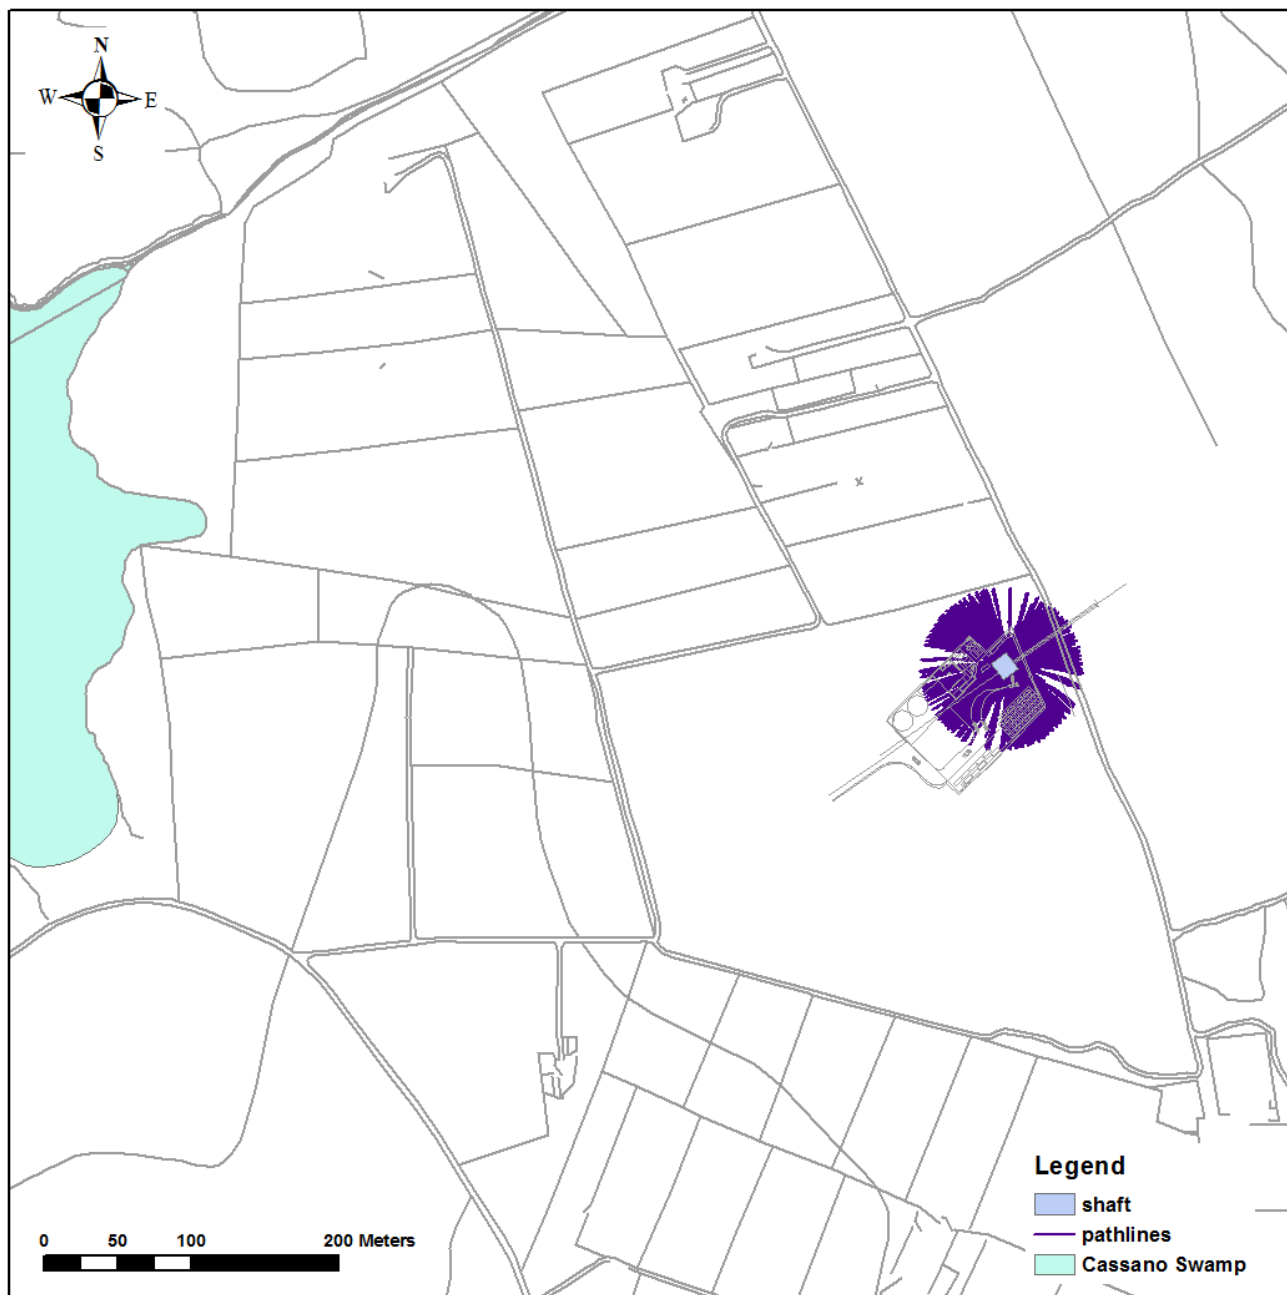 N
W E
S
Legend
shaft
pathlines
Cassano Swamp
0 50 100 200 Meters